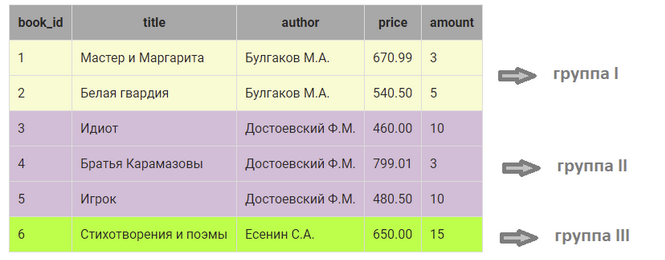 book_id title author price amount
1 Мастер и Маргарита Булгаков М.А. 670.99 3
группа I
2 Белая гвардия Булгаков М.А. 540.50 5
3 Идиот Достоевский Ф.М. 460.00 10
4 Братья Карамазовы Достоевский Ф.М. 799.01 3 группа II
5 Игрок Достоевский Ф.М. 480.50 10
6 Стихотворения и поэмы Есенин С.А. 650.00 15 группа III